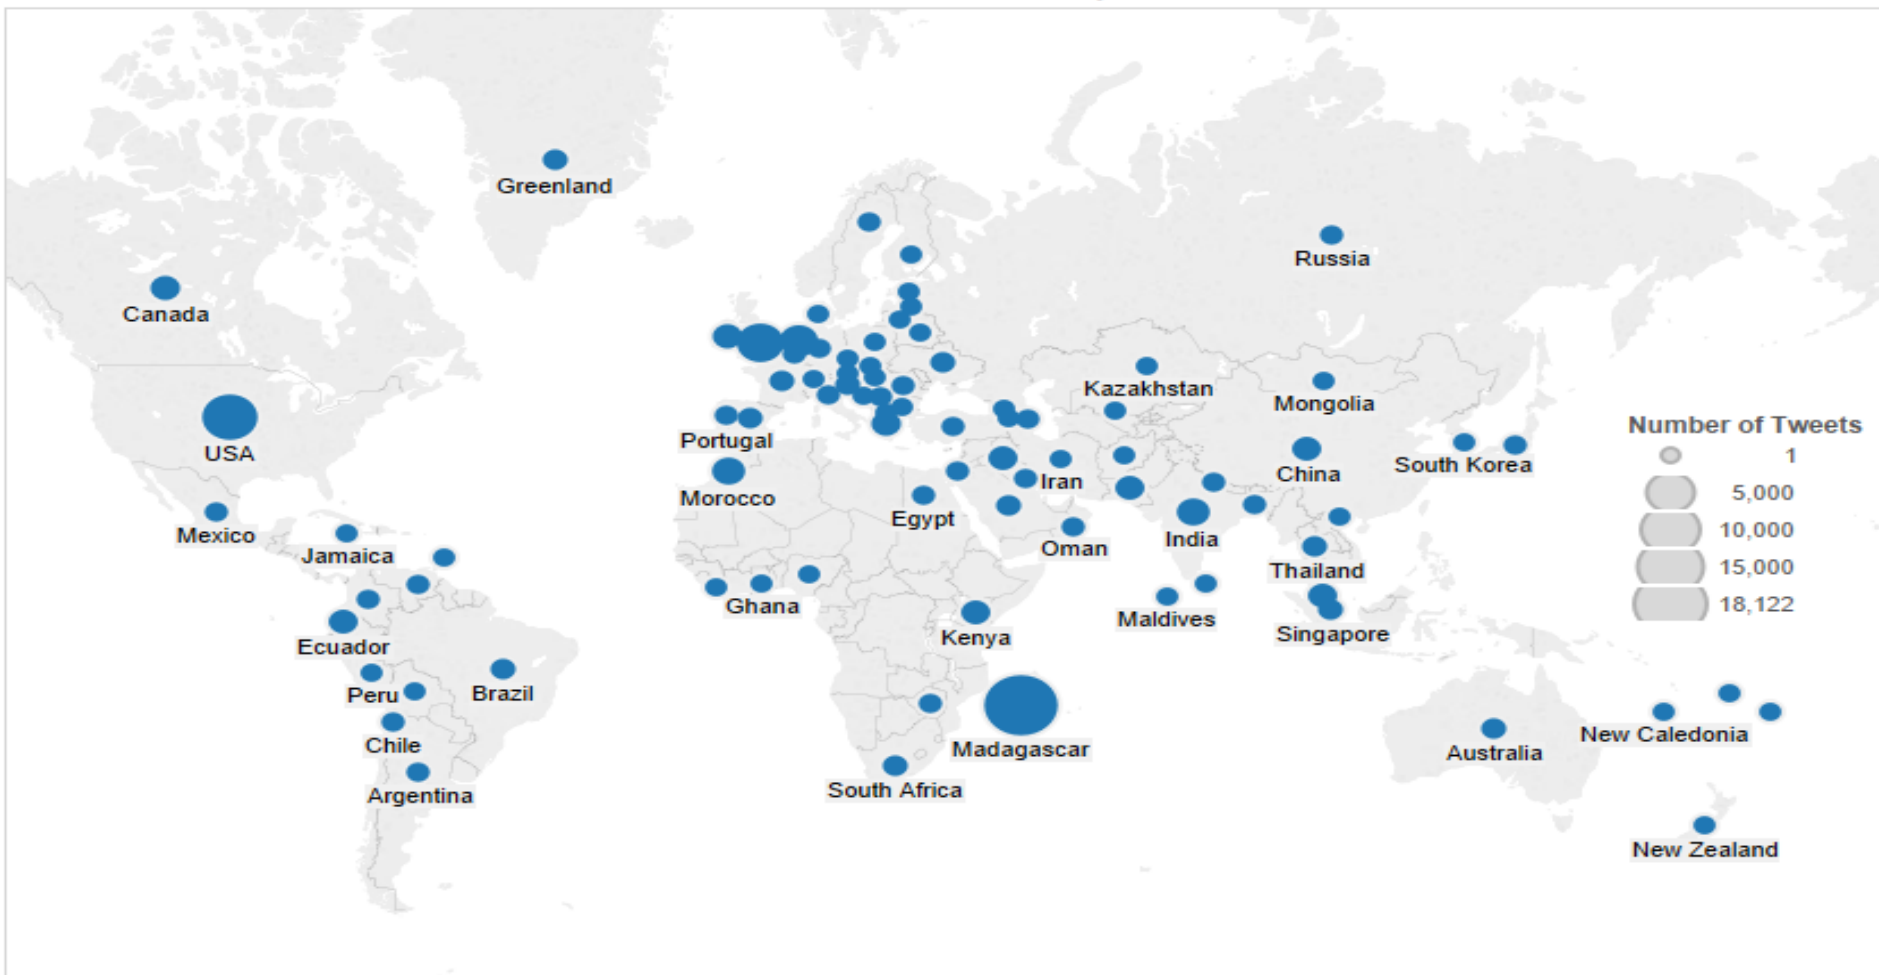 Greenland
Russia
Canada
Kazakhstan
Mongolia
Number of Tweets
1
USA
Portugal
China
South Korea
Iran
5,000
Morocco
Egypt
10,000
Mexico
Jamaica
Oman
India
Thailand
15,000
Ghana
Maldives
18,122
Ecuador
Kenya
Singapore
Peru
Brazil
Chile
Madagascar
Australia
New Caledonia
Argentina
South Africa
New Zealand